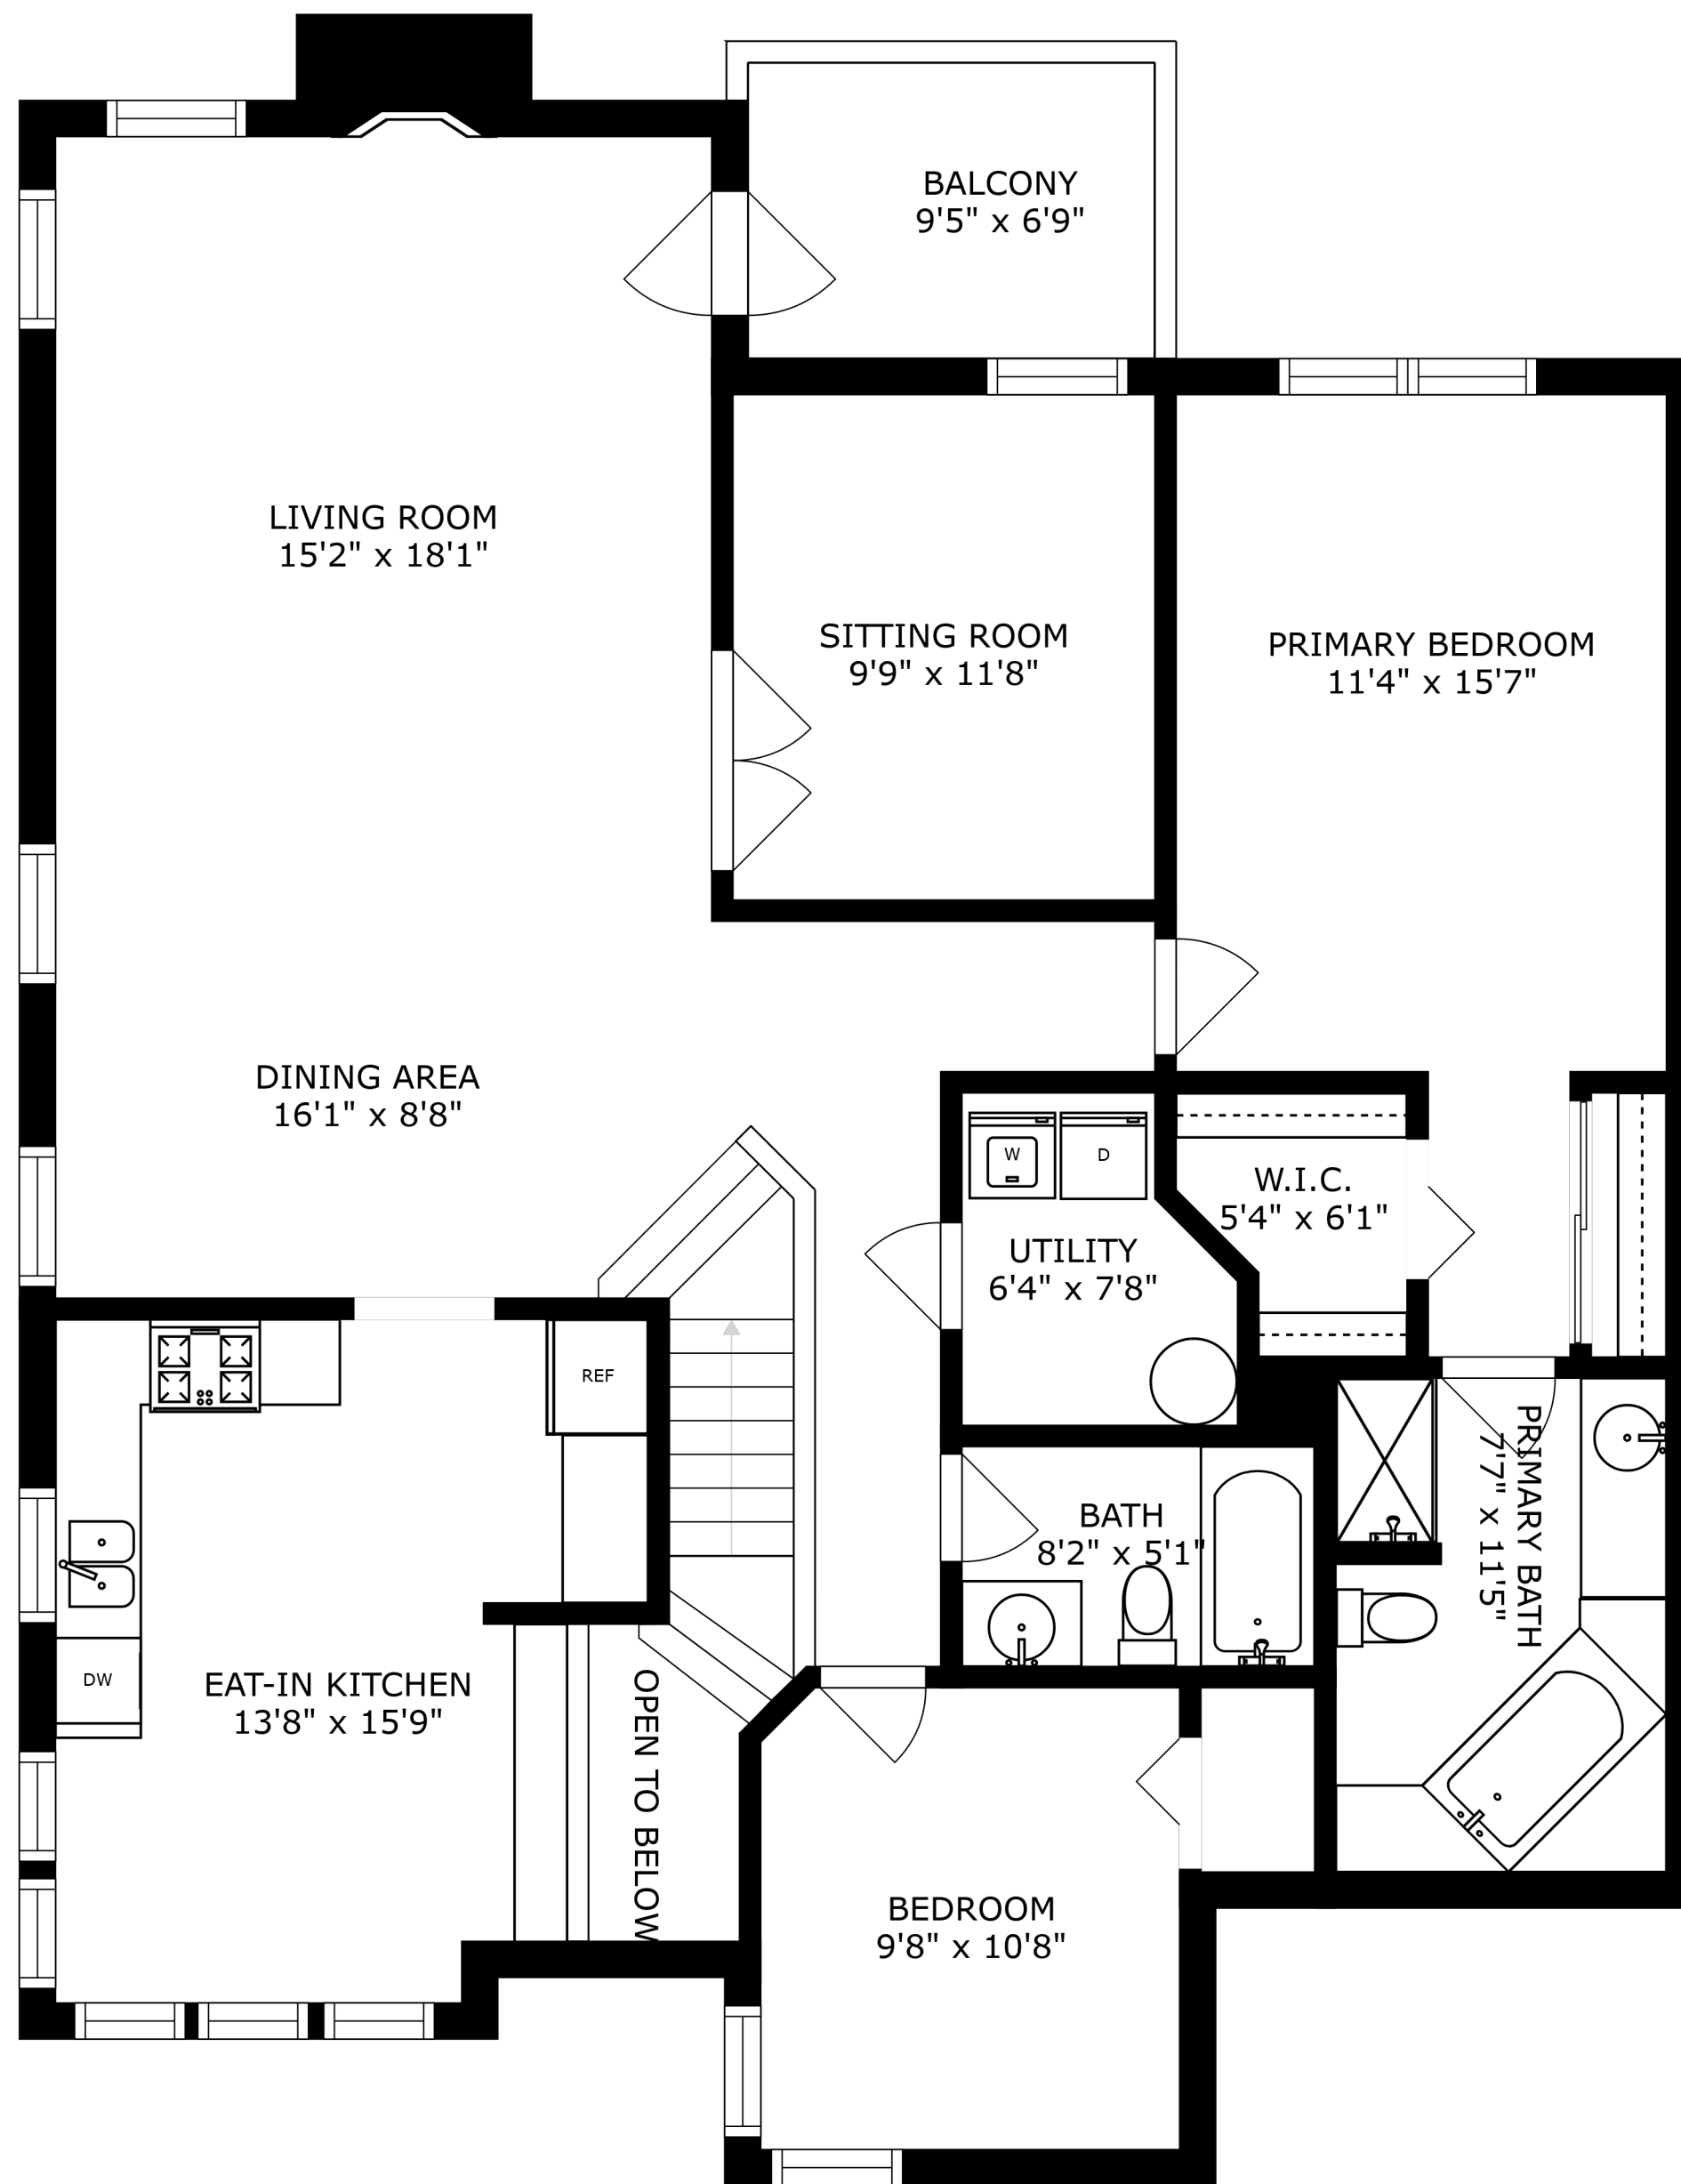 BALCONY
9'5" x 6'9"
LIVING ROOM
15'2" x 18'1"
SITTING ROOM
9'9" x 11'8"
PRIMARY BEDROOM
11'4" x 15'7"
DINING AREA
16'1" x 8'8"
W
D
W.I.C.
5'4" x 6'1"
UTILITY
6'4" x 7'8"
REF
PRIMARY BATH
7'7" x 11'5"
BATH
8'2" x 5'1"
DW
EAT-IN KITCHEN
13'8" x 15'9"
OPEN TO BELOW
BEDROOM
9'8" x 10'8"